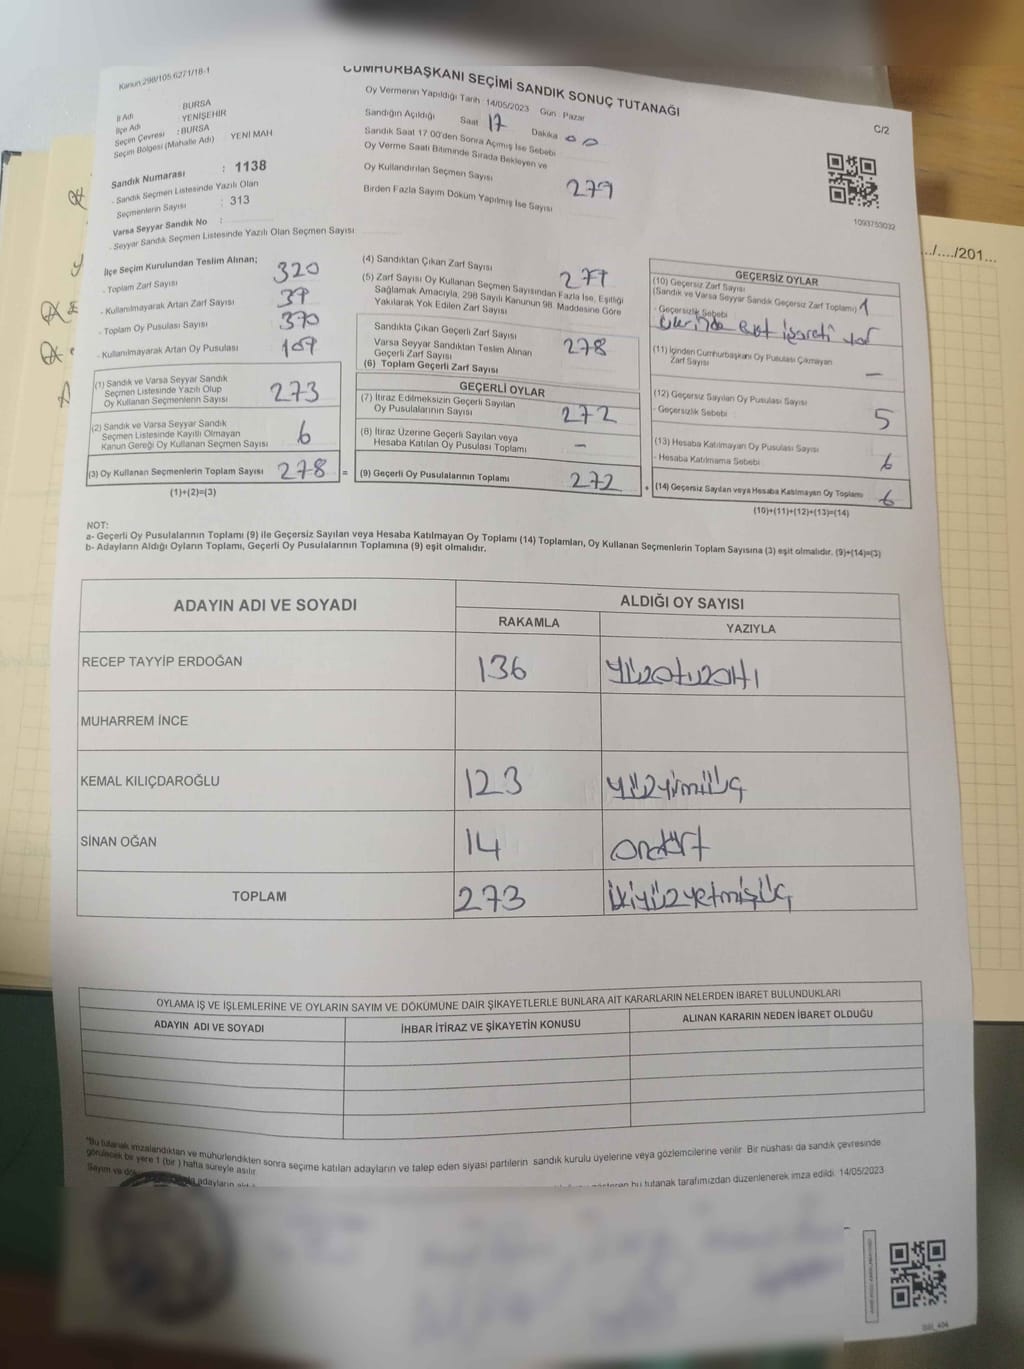 Kanun 298/105 6271/18-1
CUMHURBAŞKANI SEÇİMİ SANDIK SONUÇ TUTANAĞI
C/2
İl Adı BURSA
İlçe Adı YENİŞEHİR
Seçim Çevresi : BURSA
Seçim Bölgesi (Mahalle Adı) YENİ MAH
Sandık Numarası : 1138
- Sandık Seçmen Listesinde Yazılı Olan
Seçmenlerin Sayısı : 313
Varsa Seyyar Sandık No :
- Seyyar Sandık Seçmen Listesinde Yazılı Olan Seçmen Sayısı
Oy Vermenin Yapıldığı Tarih 14/05/2023 Gün Pazar
Sandığın Açıldığı Saat 17 Dakika 00
Sandık Saat 17 00'den Sonra Açımış İse Sebebi
Oy Verme Saati Bitiminde Sırada Bekleyen ve
Oy Kullandırılan Seçmen Sayısı 279
Birden Fazla Sayım Döküm Yapılmış İse Sayısı
1093753032
../..../201...
İlçe Seçim Kurulundan Teslim Alınan;
- Toplam Zarf Sayısı 320
- Kullanılmayarak Artan Zarf Sayısı 39
- Toplam Oy Pusulası Sayısı 370
- Kullanılmayarak Artan Oy Pusulası 109
(1) Sandık ve Varsa Seyyar Sandık
Seçmen Listesinde Yazılı Olup
Oy Kullanan Seçmenlerin Sayısı 273
(2) Sandık ve Varsa Seyyar Sandık
Seçmen Listesinde Kayıtlı Olmayan
Kanun Gereği Oy Kullanan Seçmen Sayısı 6
(3) Oy Kullanan Seçmenlerin Toplam Sayısı 278 =
(1)+(2)=(3)
(4) Sandıktan Çıkan Zarf Sayısı 279
(5) Zarf Sayısı Oy Kullanan Seçmen Sayısından Fazla İse, Eşitliği
Sağlamak Amacıyla, 298 Sayılı Kanunun 98. Maddesine Göre
Yakılarak Yok Edilen Zarf Sayısı
Sandıkta Çıkan Geçerli Zarf Sayısı
Varsa Seyyar Sandıktan Teslim Alınan
Geçerli Zarf Sayısı 278
(6) Toplam Geçerli Zarf Sayısı
GEÇERLİ OYLAR
(7) İtiraz Edilmeksizin Geçerli Sayılan
Oy Pusulalarının Sayısı 272
(8) İtiraz Üzerine Geçerli Sayılan veya
Hesaba Katılan Oy Pusulası Toplamı -
(9) Geçerli Oy Pusulalarının Toplamı 272 +
GEÇERSİZ OYLAR
(10) Geçersiz Zarf Sayısı
(Sandık ve Varsa Seyyar Sandık Geçersiz Zarf Toplamı) 1
- Geçersizlik Sebebi
Üzerinde evet işareti var
(11) İçinden Cumhurbaşkanı Oy Pusulası Çıkmayan
Zarf Sayısı -
(12) Geçersiz Sayılan Oy Pusulası Sayısı
- Geçersizlik Sebebi 5
(13) Hesaba Katılmayan Oy Pusulası Sayısı
- Hesaba Katılmama Sebebi 6
(14) Geçersiz Sayılan veya Hesaba Katılmayan Oy Toplamı 6
(10)+(11)+(12)+(13)=(14)
NOT:
a- Geçerli Oy Pusulalarının Toplamı (9) ile Geçersiz Sayılan veya Hesaba Katılmayan Oy Toplamı (14) Toplamları, Oy Kullanan Seçmenlerin Toplam Sayısına (3) eşit olmalıdır. (9)+(14)=(3)
b- Adayların Aldığı Oyların Toplamı, Geçerli Oy Pusulalarının Toplamına (9) eşit olmalıdır.
ADAYIN ADI VE SOYADI ALDIĞI OY SAYISI
RAKAMLA YAZIYLA
RECEP TAYYİP ERDOĞAN 136 yüzotuzaltı
MUHARREM İNCE
KEMAL KILIÇDAROĞLU 123 yüzyirmiüç
SİNAN OĞAN 14 ondört
TOPLAM 273 ikiyüzyetmişüç
OYLAMA İŞ VE İŞLEMLERİNE VE OYLARIN SAYIM VE DÖKÜMÜNE DAİR ŞİKAYETLERLE BUNLARA AİT KARARLARIN NELERDEN İBARET BULUNDUKLARI
ADAYIN ADI VE SOYADI İHBAR İTİRAZ VE ŞİKAYETİN KONUSU ALINAN KARARIN NEDEN İBARET OLDUĞU
"Bu tutanak imzalandıktan ve mühürlendikten sonra seçime katılan adayların ve talep eden siyasi partilerin sandık kurulu üyelerine veya gözlemcilerine verilir Bir nüshası da sandık çevresinde
görülecek bir yere 1 (bir) hafta süreyle asılır.
Sayım ve adayların bu tutanak tarafımızdan düzenlenerek imza edildi. 14/05/2023